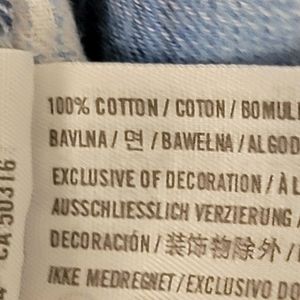 100% COTTON / COTON / BOMULL
BAVLNA / 면 / BAWEŁNA / ALGOD
EXCLUSIVE OF DECORATION / À L
AUSSCHLIESSLICH VERZIERUNG /
DECORACIÓN / 装饰物除外 /
IKKE MEDREGNET / EXCLUSIVO DO
CA 50316